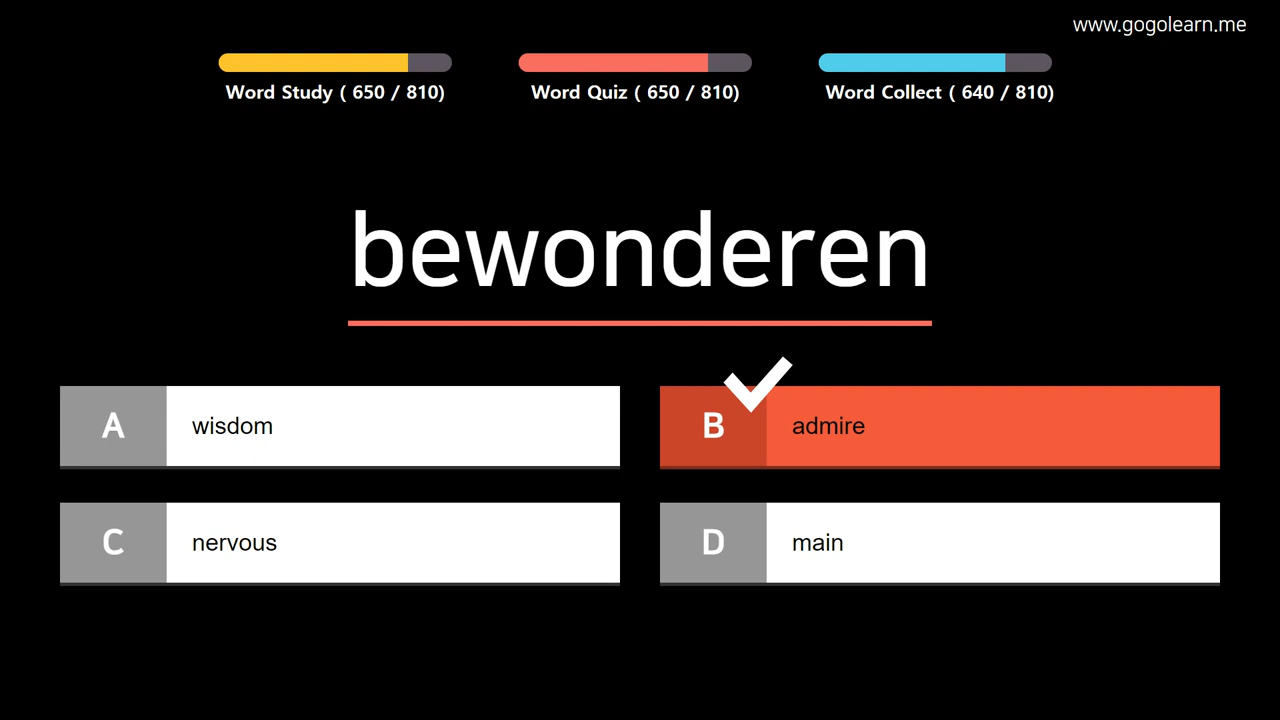 www.gogolearn.me
Word Study ( 650 / 810)
Word Quiz ( 650 / 810)
Word Collect ( 640 / 810)
bewonderen
A wisdom
B admire
C nervous
D main